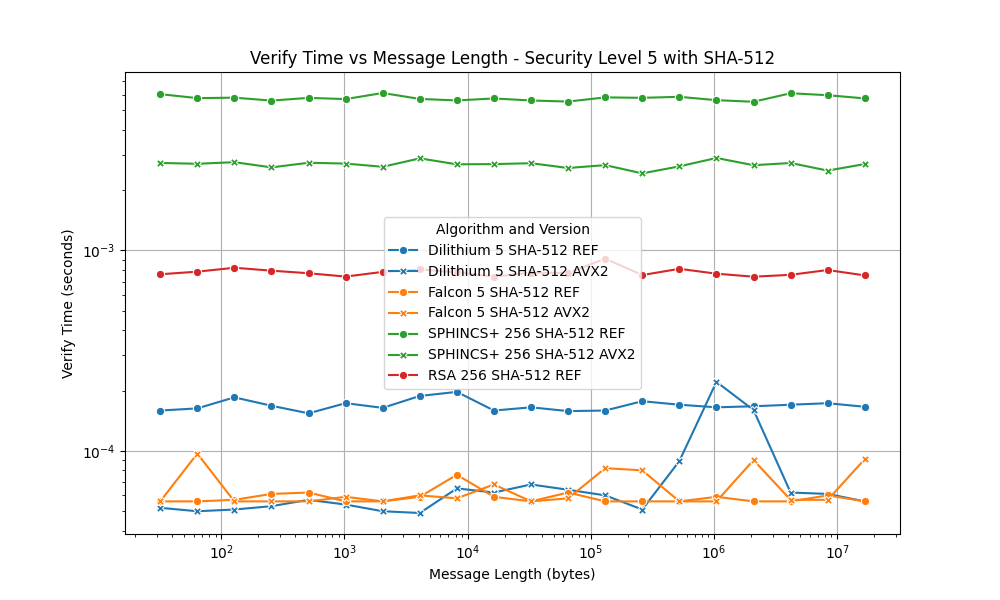 Verify Time vs Message Length - Security Level 5 with SHA-512
Verify Time (seconds)
10⁻³
10⁻⁴
Algorithm and Version
Dilithium 5 SHA-512 REF
Dilithium 5 SHA-512 AVX2
Falcon 5 SHA-512 REF
Falcon 5 SHA-512 AVX2
SPHINCS+ 256 SHA-512 REF
SPHINCS+ 256 SHA-512 AVX2
RSA 256 SHA-512 REF
10² 10³ 10⁴ 10⁵ 10⁶ 10⁷
Message Length (bytes)